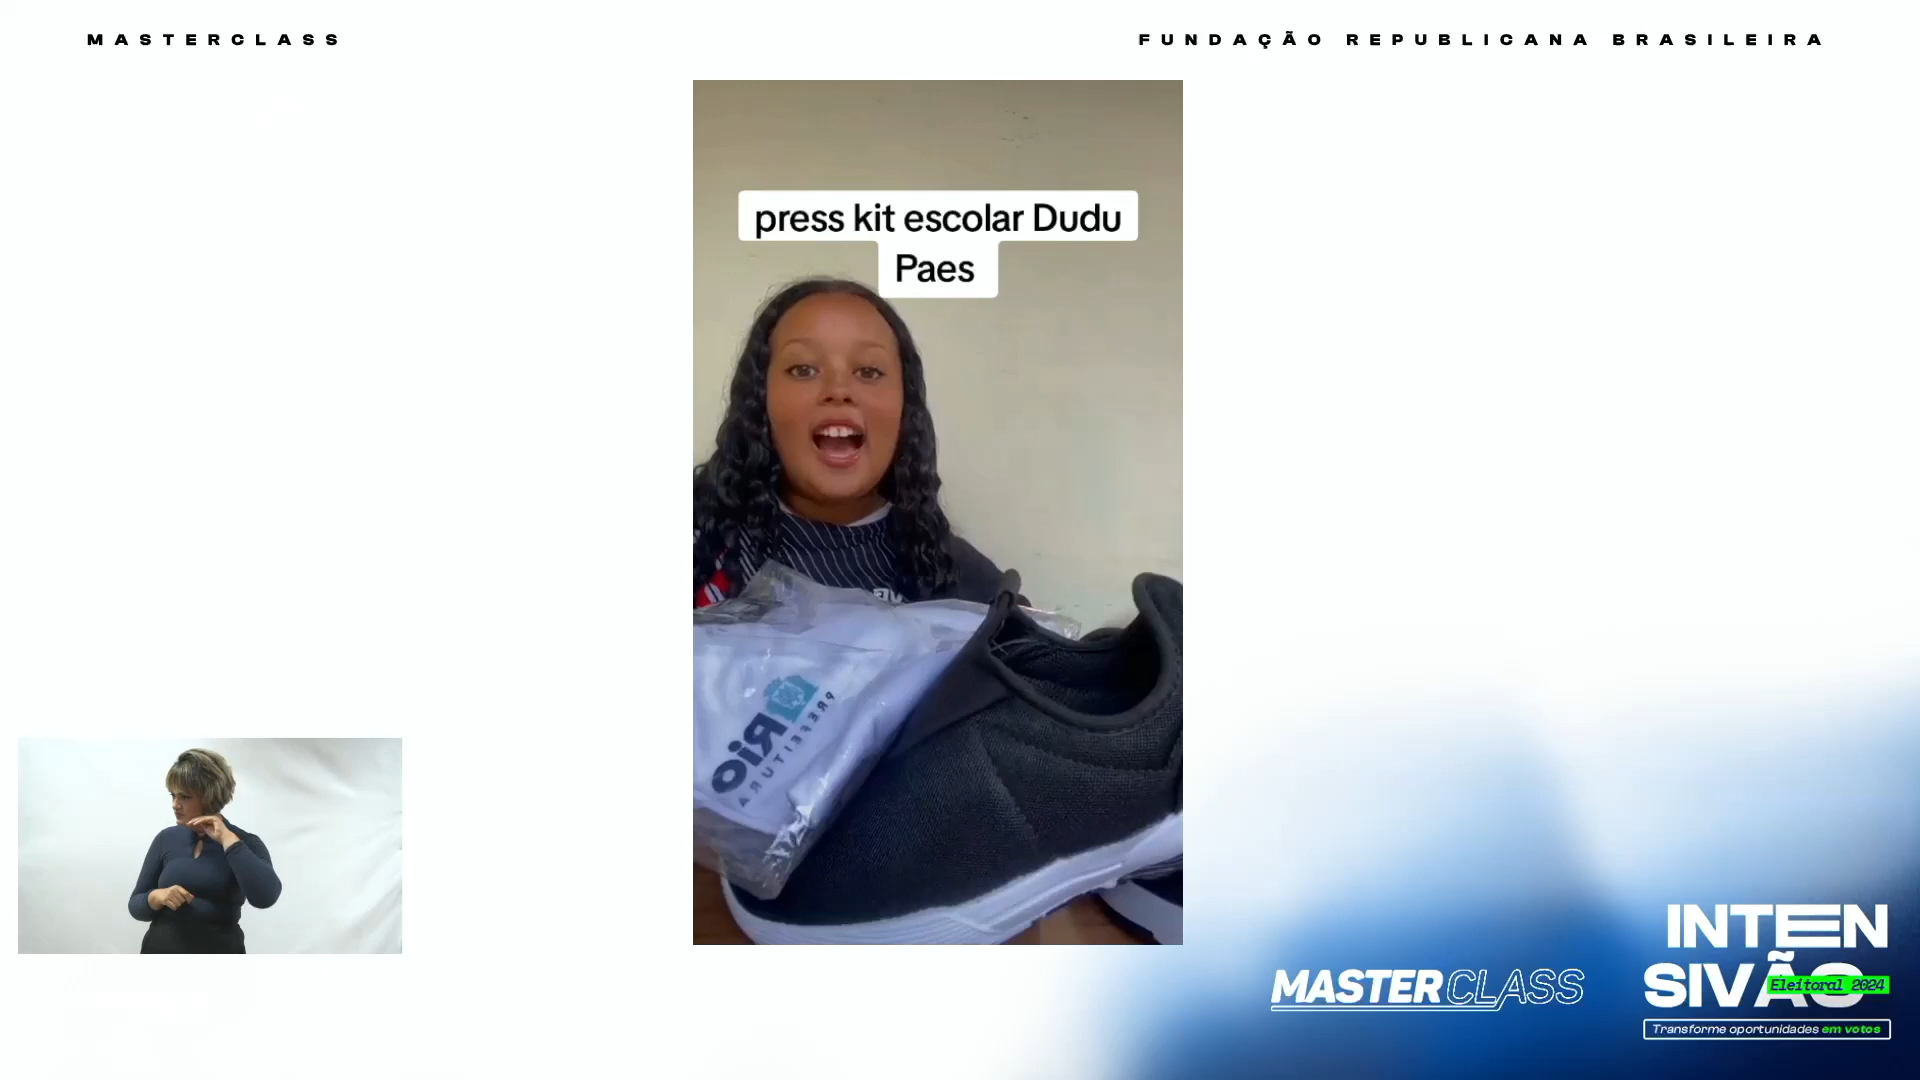 MASTERCLASS
FUNDAÇÃO REPUBLICANA BRASILEIRA
press kit escolar Dudu
Paes
Rio
PREFEITURA
MASTERCLASS
INTEN
SIVÃO
Eleitoral 2024
Transforme oportunidades em votos